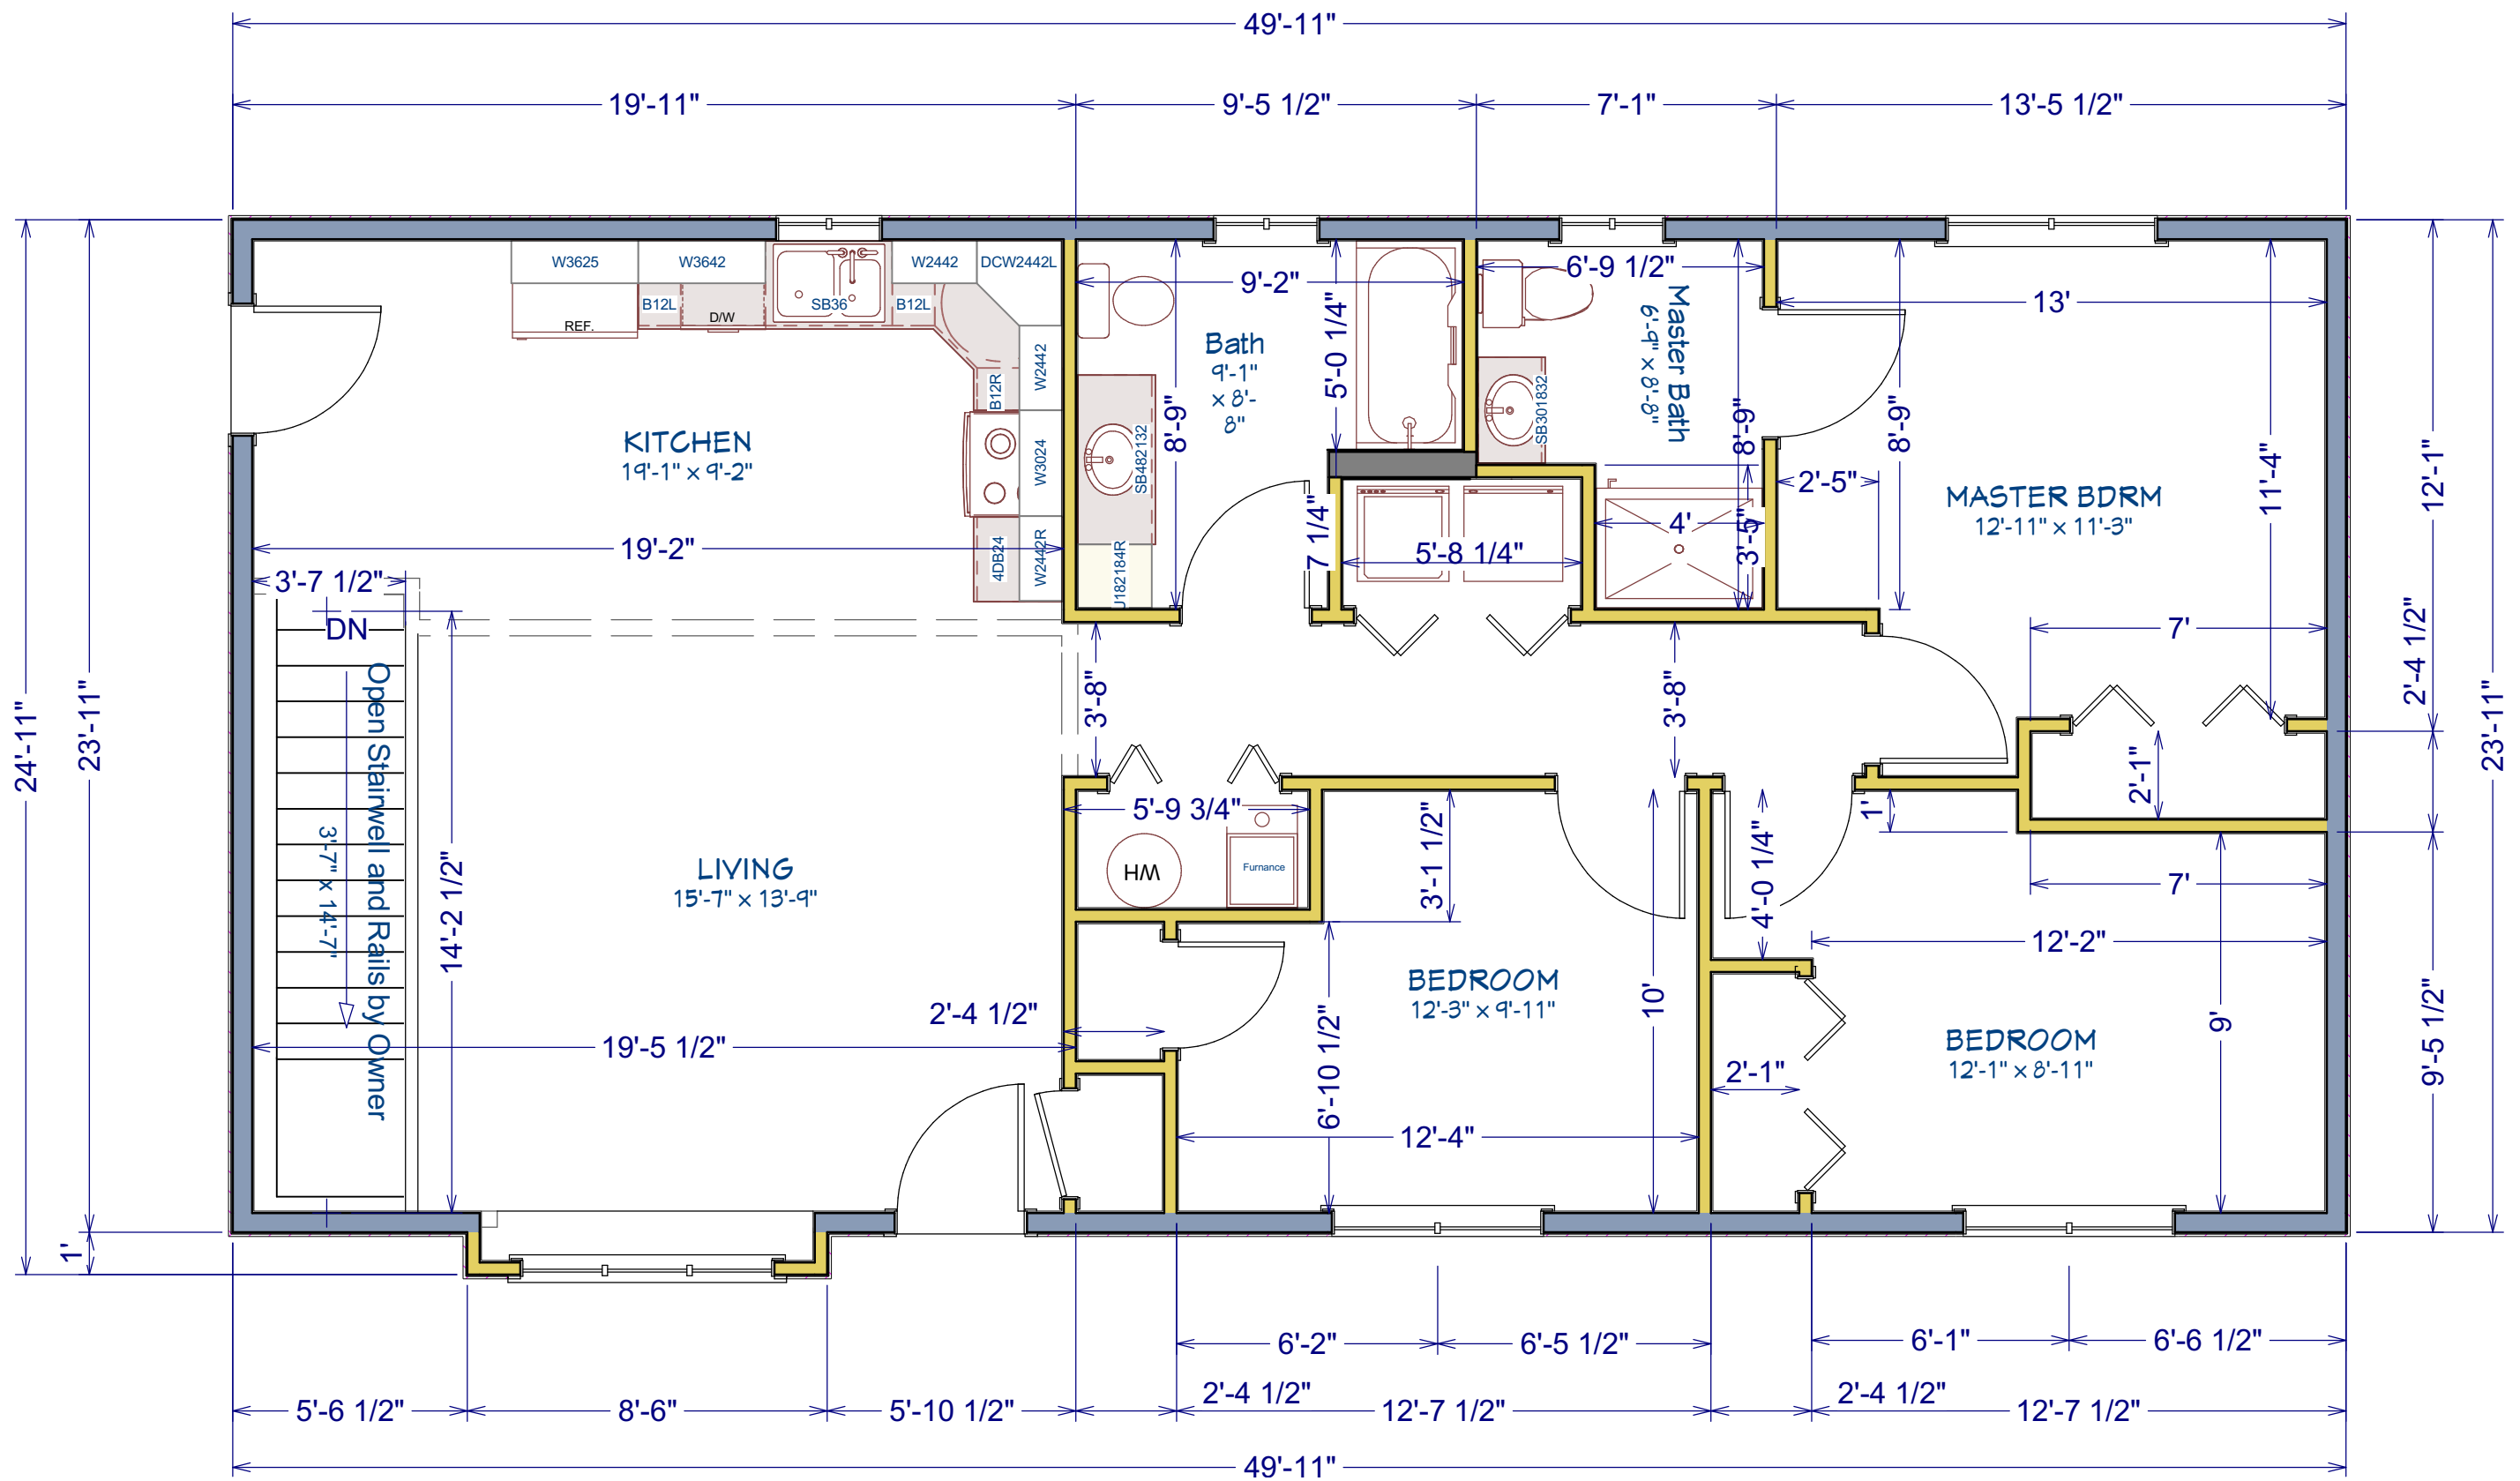 49'-11"
19'-11"
9'-5 1/2"
7'-1"
13'-5 1/2"
W3625
W3642
W2442
DCW2442L
REF.
B12L
D/W
SB36
B12L
W2442
B12R
W3024
4DB24
W2442R
KITCHEN
19'-1" x 9'-2"
19'-2"
9'-2"
Bath
9'-1"
x 8'-
8"
5'-0 1/4"
8'-9"
SB482132
U182184R
7 1/4"
5'-8 1/4"
6'-9 1/2"
Master Bath
6'-9" x 8'-8"
SB301832
8'-9"
4'
3'-5"
13'
8'-9"
2'-5"
MASTER BDRM
12'-11" x 11'-3"
11'-4"
7'
2'-1"
12'-1"
2'-4 1/2"
9'-5 1/2"
23'-11"
24'-11"
23'-11"
1'
3'-7 1/2"
DN
Open Stairwell and Rails by Owner
3'-7" x 14'-7"
14'-2 1/2"
LIVING
15'-7" x 13'-9"
19'-5 1/2"
3'-8"
3'-8"
5'-9 3/4"
WH
Furnance
3'-1 1/2"
2'-4 1/2"
6'-10 1/2"
BEDROOM
12'-3" x 9'-11"
10'
12'-4"
4'-0 1/4"
1'
7'
12'-2"
BEDROOM
12'-1" x 8'-11"
9'
2'-1"
6'-2"
6'-5 1/2"
6'-1"
6'-6 1/2"
5'-6 1/2"
8'-6"
5'-10 1/2"
2'-4 1/2"
12'-7 1/2"
2'-4 1/2"
12'-7 1/2"
49'-11"